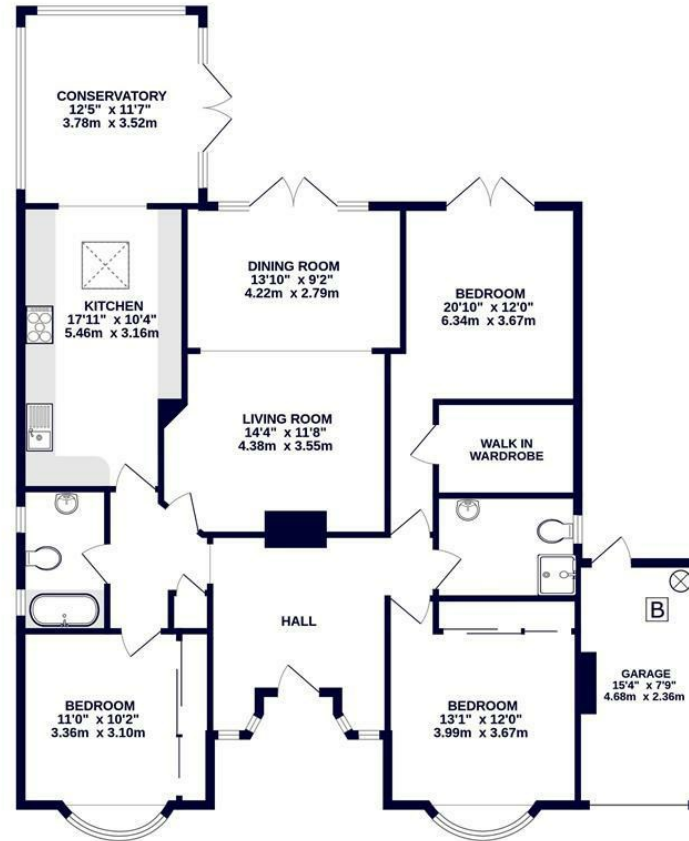 CONSERVATORY
12'5" x 11'7"
3.78m x 3.52m
DINING ROOM
13'10" x 9'2"
4.22m x 2.79m
BEDROOM
20'10" x 12'0"
6.34m x 3.67m
KITCHEN
17'11" x 10'4"
5.46m x 3.16m
LIVING ROOM
14'4" x 11'8"
4.38m x 3.55m
WALK IN
WARDROBE
HALL
B
GARAGE
15'4" x 7'9"
4.68m x 2.36m
BEDROOM
11'0" x 10'2"
3.36m x 3.10m
BEDROOM
13'1" x 12'0"
3.99m x 3.67m